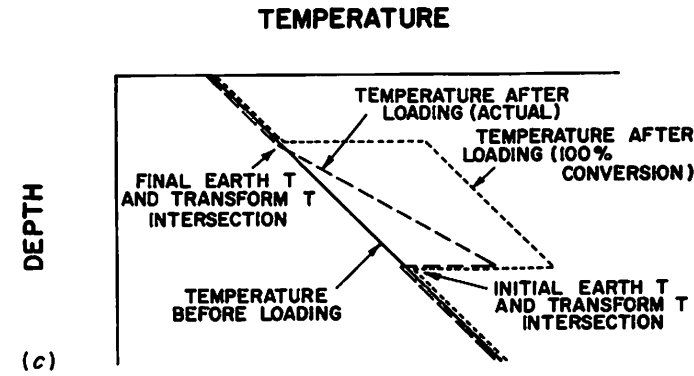 TEMPERATURE
TEMPERATURE AFTER
LOADING (ACTUAL)
TEMPERATURE AFTER
LOADING (100%
CONVERSION)
FINAL EARTH T
AND TRANSFORM T
INTERSECTION
DEPTH
TEMPERATURE
BEFORE LOADING
INITIAL EARTH T
AND TRANSFORM T
INTERSECTION
(c)